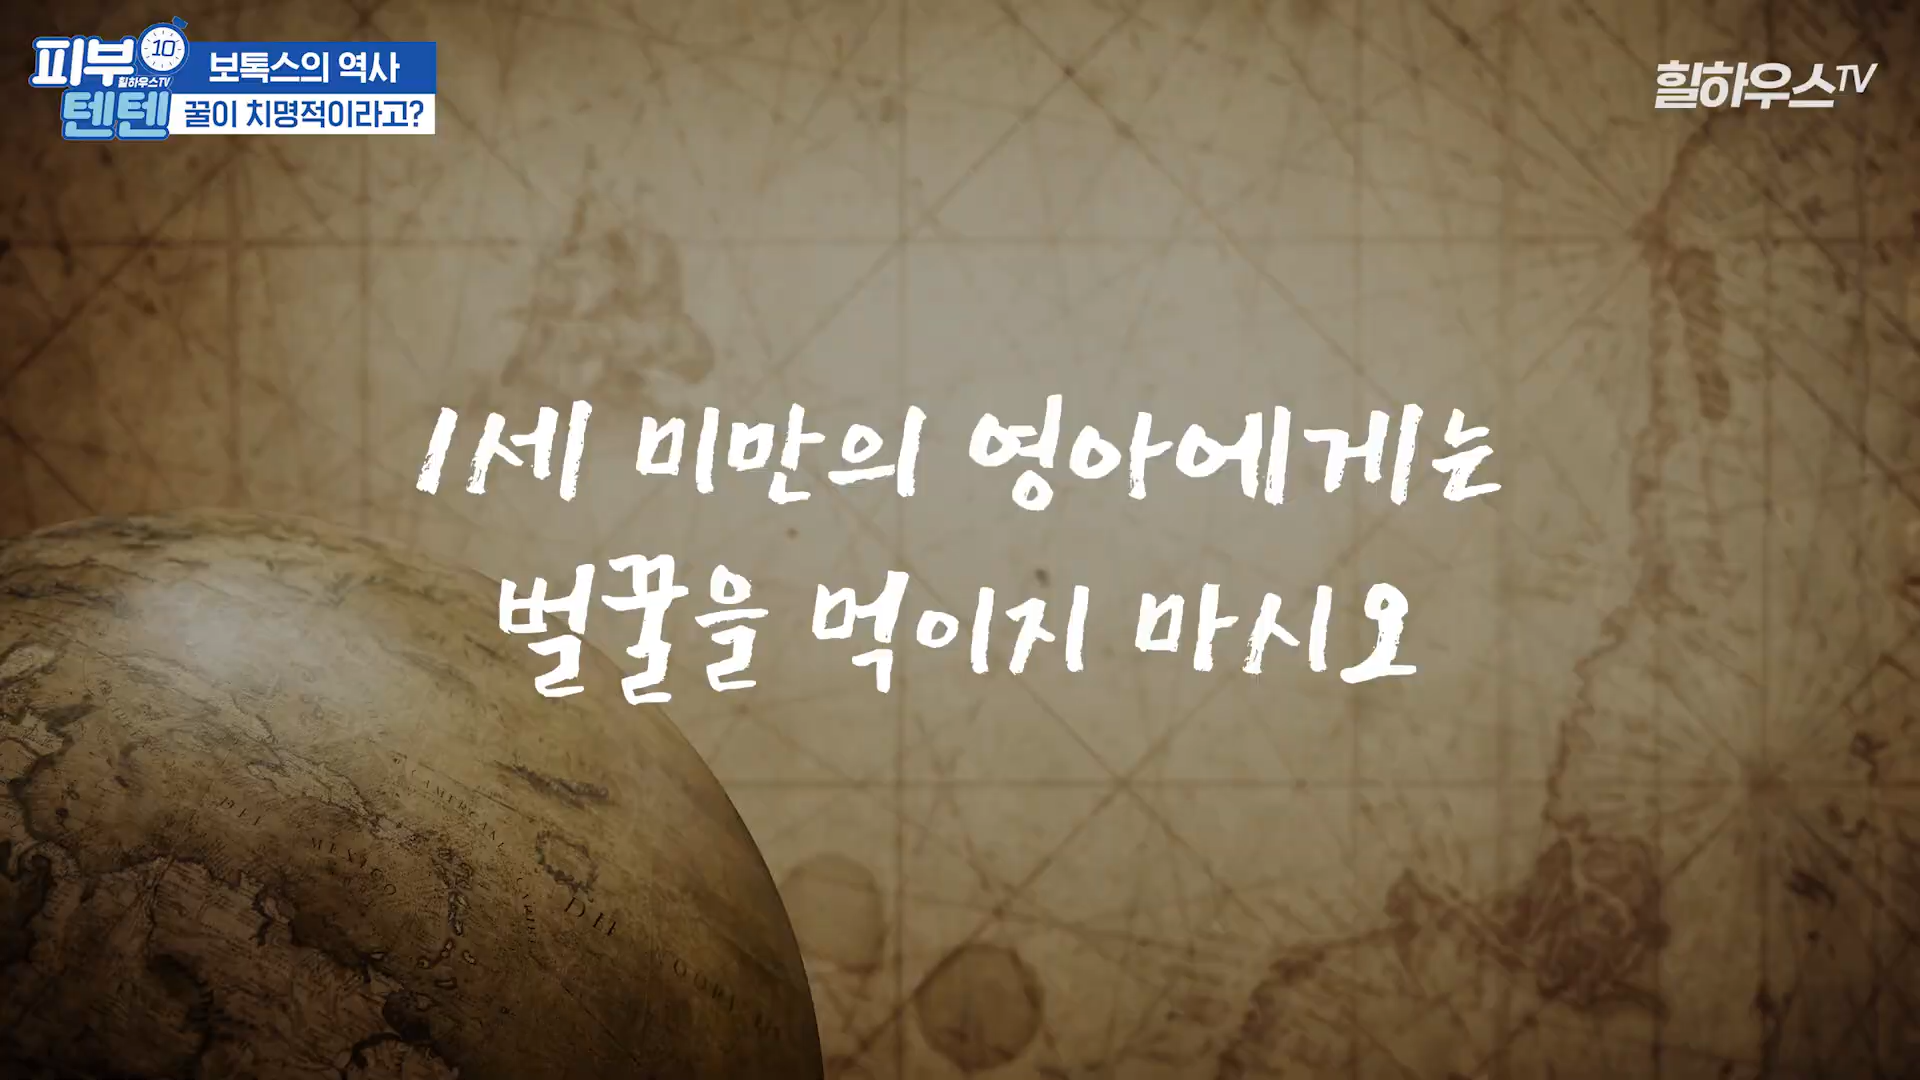 피부 10
힐하우스TV
텐텐
보톡스의 역사
꿀이 치명적이라고?
힐하우스TV
1세 미만의 영아에게는
벌꿀을 먹이지 마시오
MEXICO